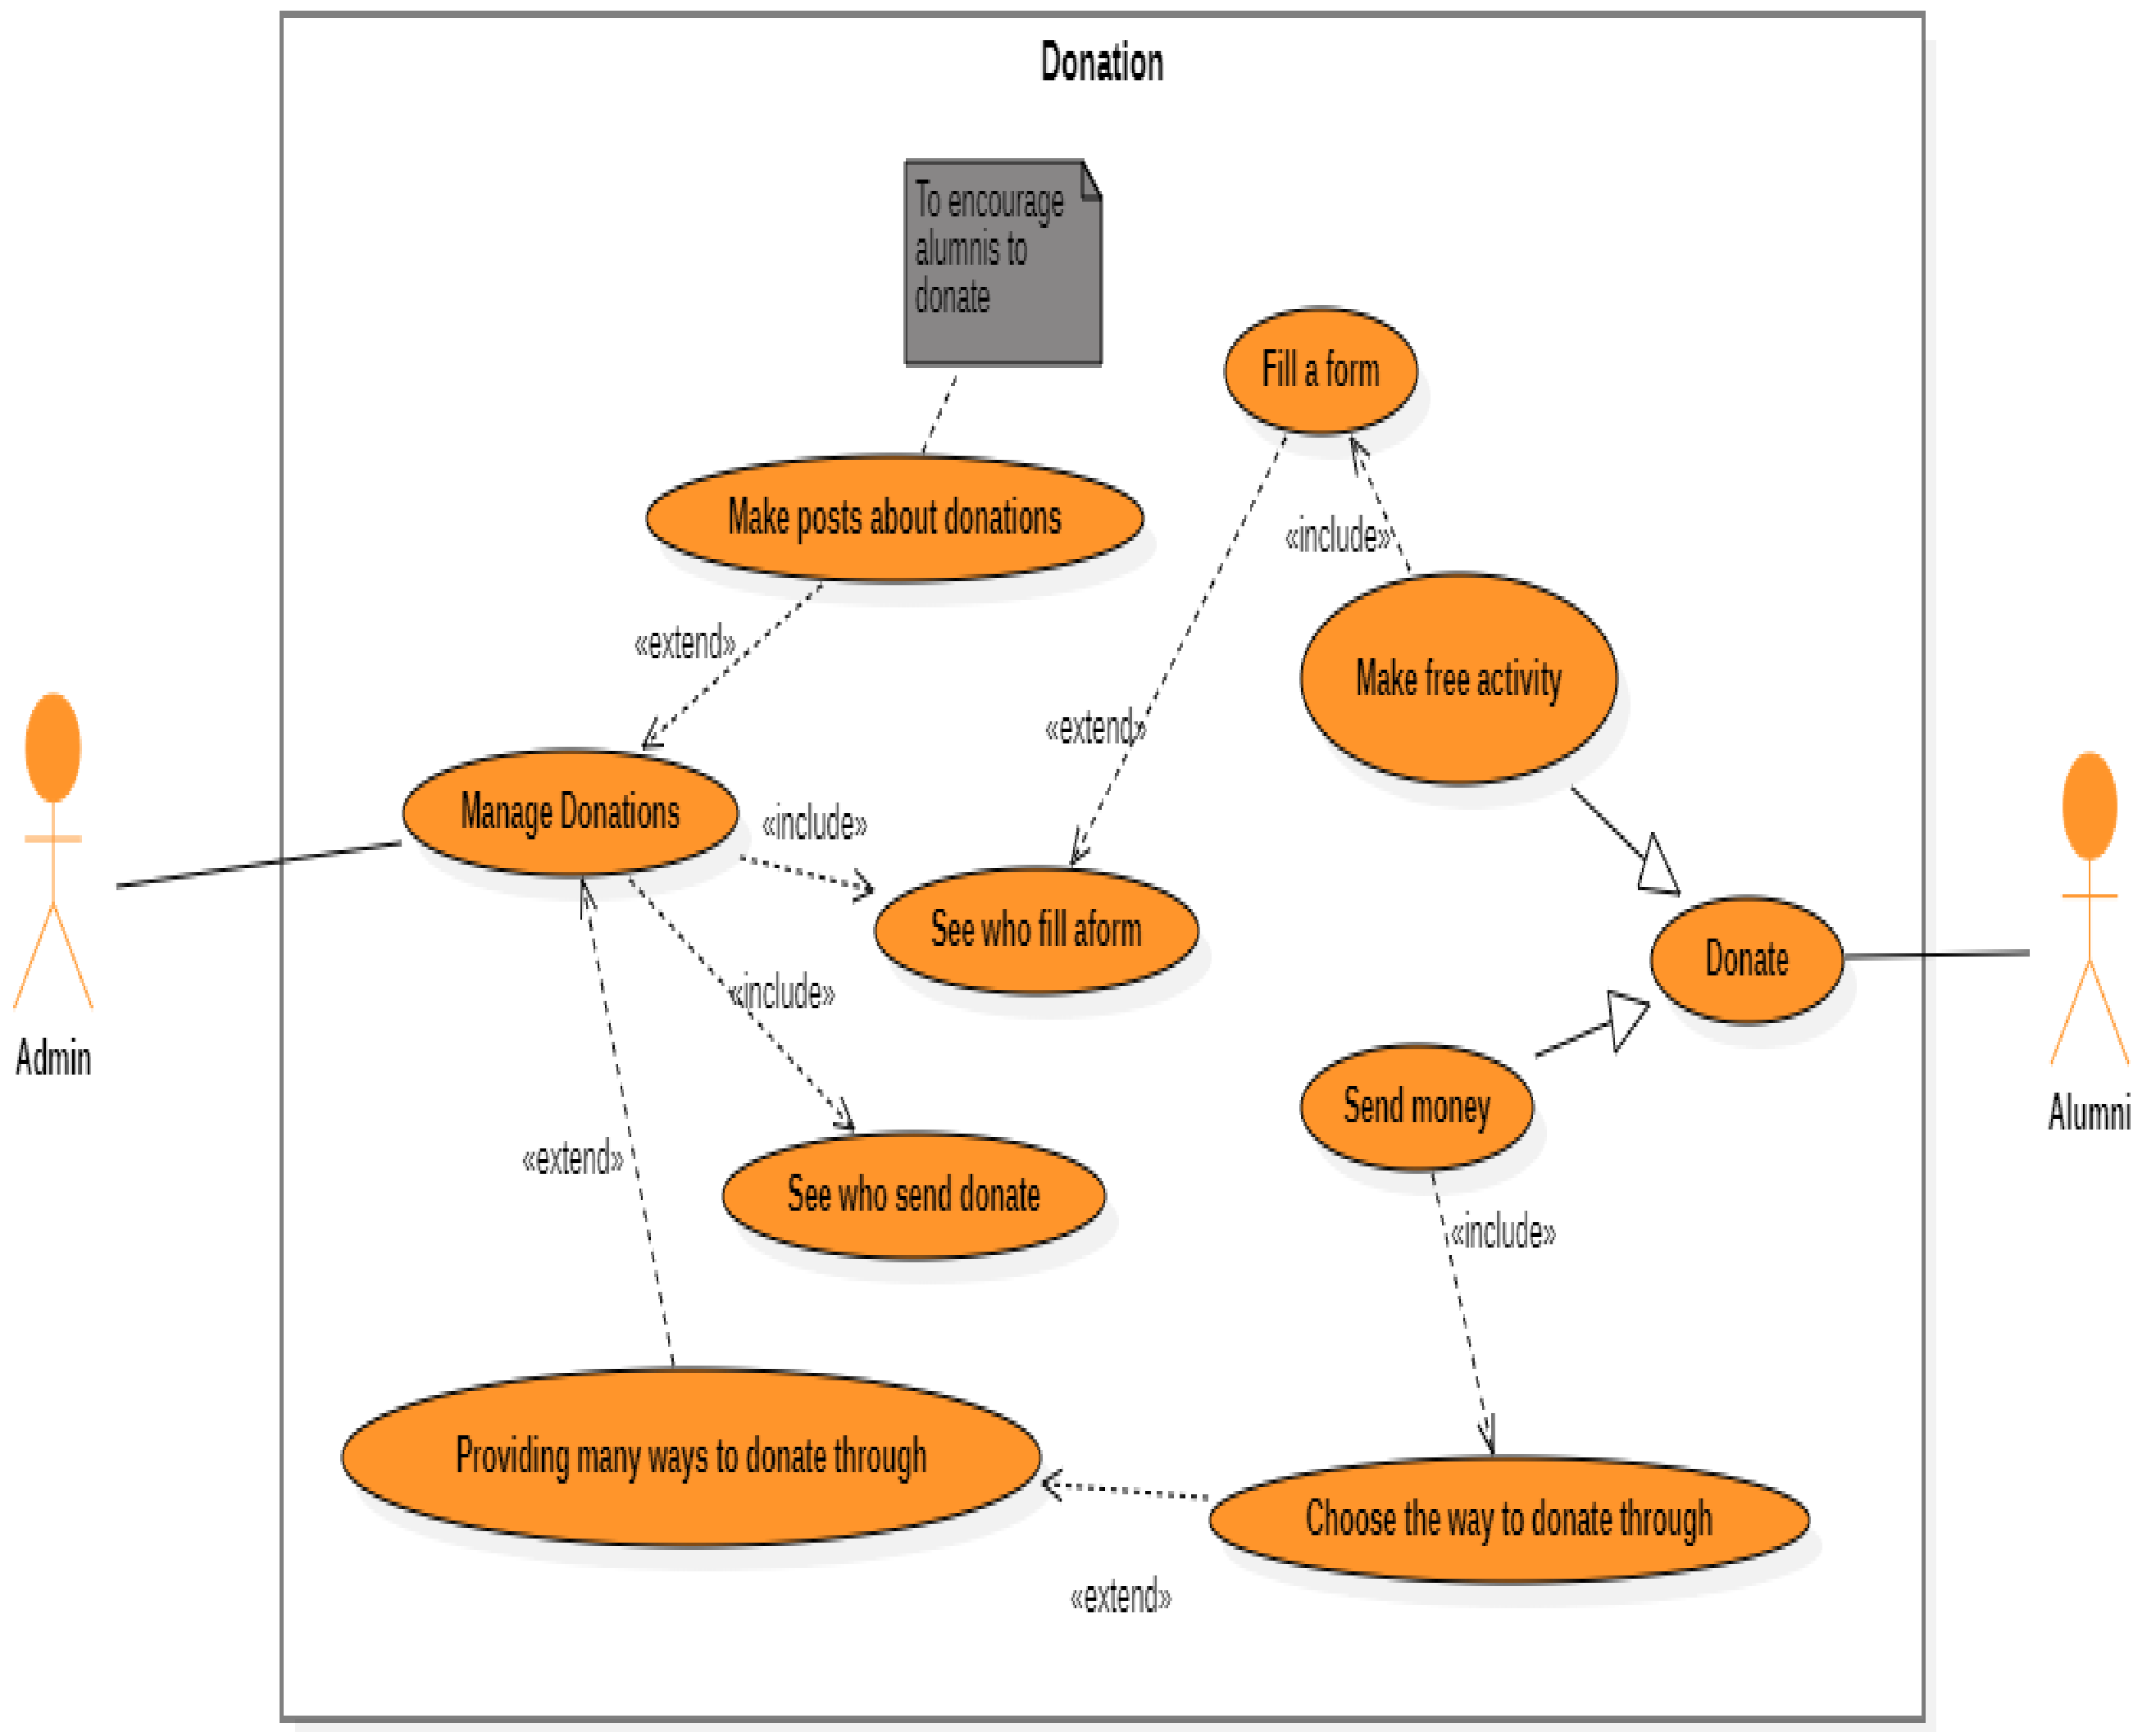 Donation
To encourage
alumnis to
donate
Fill a form
Make posts about donations
«include»
«extend»
Make free activity
«extend»
Manage Donations
«include»
See who fill aform
Donate
«include»
Admin
Send money
Alumni
«extend»
See who send donate
«include»
Providing many ways to donate through
Choose the way to donate through
«extend»